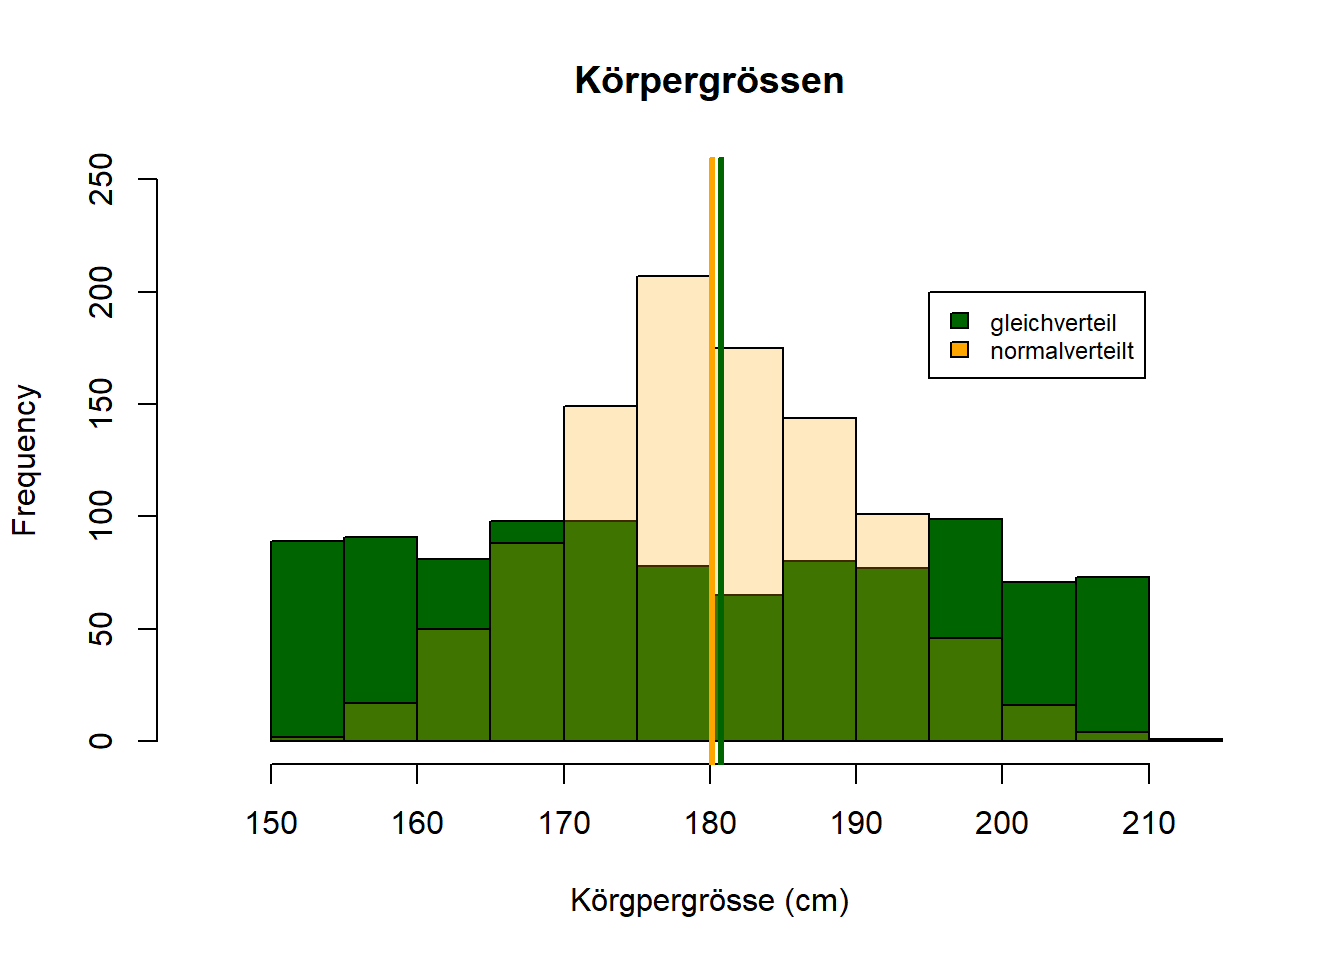 Körpergrössen
Frequency
250
200
150
100
50
0
gleichverteil
normalverteilt
150 160 170 180 190 200 210
Körgpergrösse (cm)